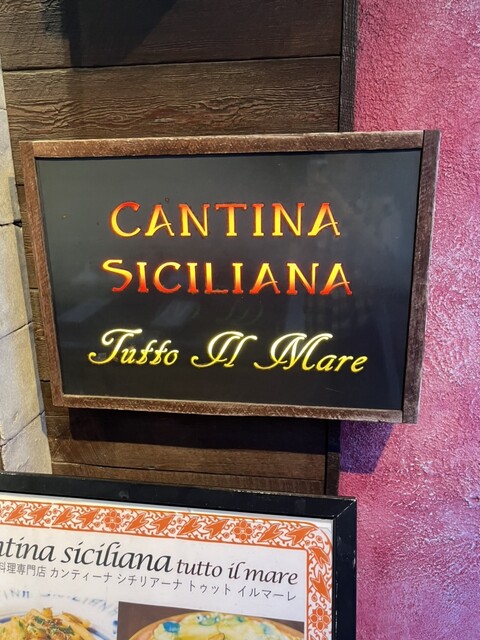 CANTINA
SICILIANA
Tutto Il Mare
ntina siciliana tutto il mare
料理専門店 カンティーナ シチリアーナ トゥット イルマーレ